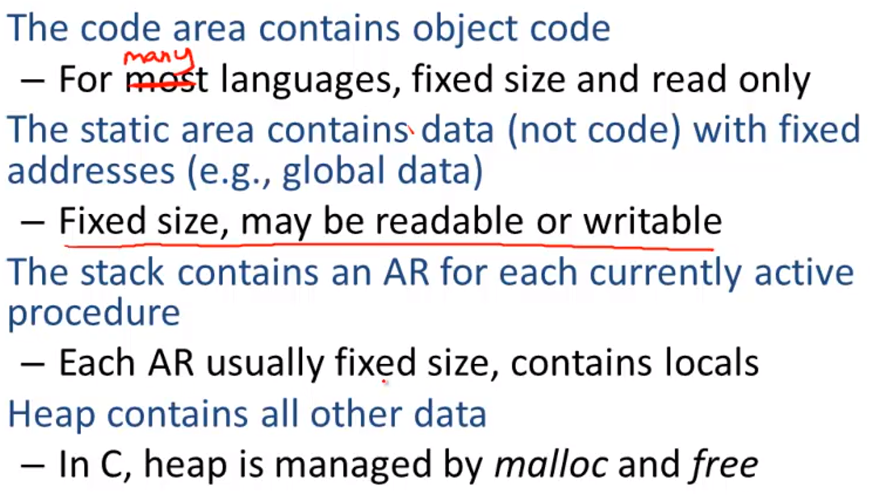 The code area contains object code
many
– For most languages, fixed size and read only
The static area contains data (not code) with fixed
addresses (e.g., global data)
– Fixed size, may be readable or writable
The stack contains an AR for each currently active
procedure
– Each AR usually fixed size, contains locals
Heap contains all other data
– In C, heap is managed by malloc and free